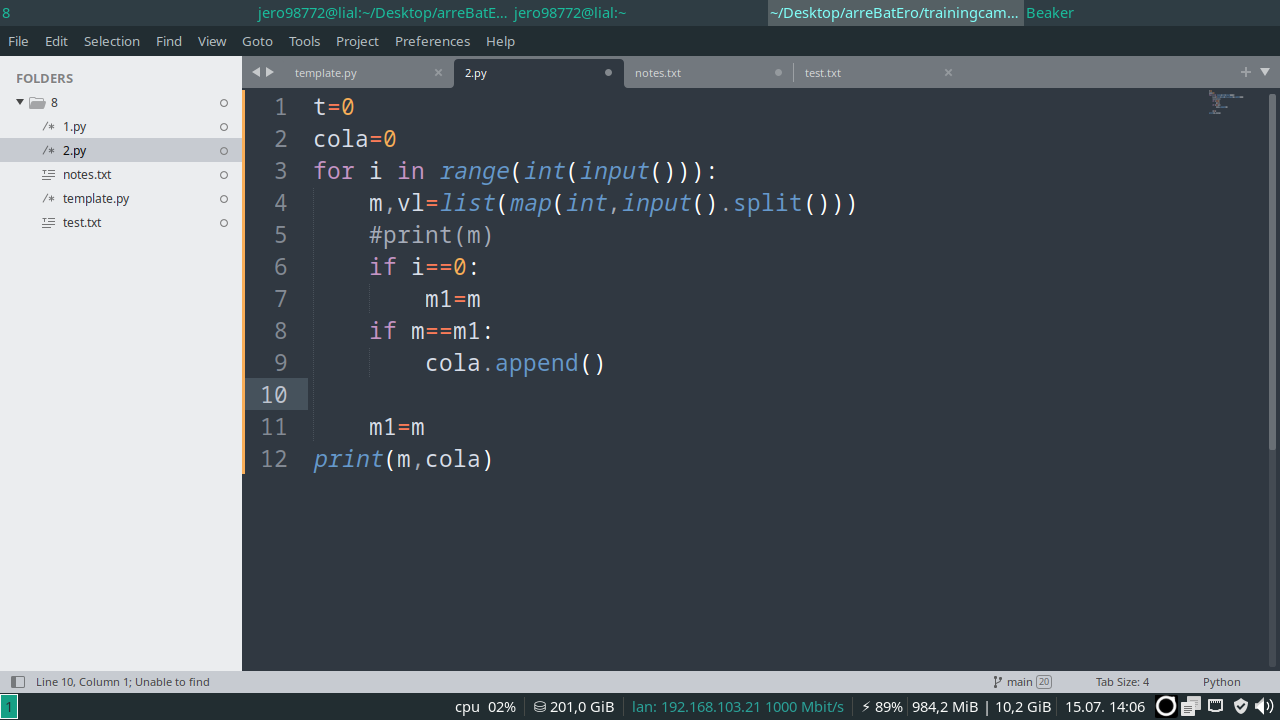 8 jero98772@lial:~/Desktop/arreBatE... jero98772@lial:~ ~/Desktop/arreBatEro/trainingcam... Beaker
File Edit Selection Find View Goto Tools Project Preferences Help
FOLDERS
8
1.py
2.py
notes.txt
template.py
test.txt
template.py × 2.py notes.txt test.txt × +
1 t=0
2 cola=0
3 for i in range(int(input())):
4     m,vl=list(map(int,input().split()))
5     #print(m)
6     if i==0:
7         m1=m
8     if m==m1:
9         cola.append()
10
11     m1=m
12 print(m,cola)
Line 10, Column 1; Unable to find main 20 Tab Size: 4 Python
1 cpu 02% 201,0 GiB lan: 192.168.103.21 1000 Mbit/s ⚡ 89% 984,2 MiB | 10,2 GiB 15.07. 14:06